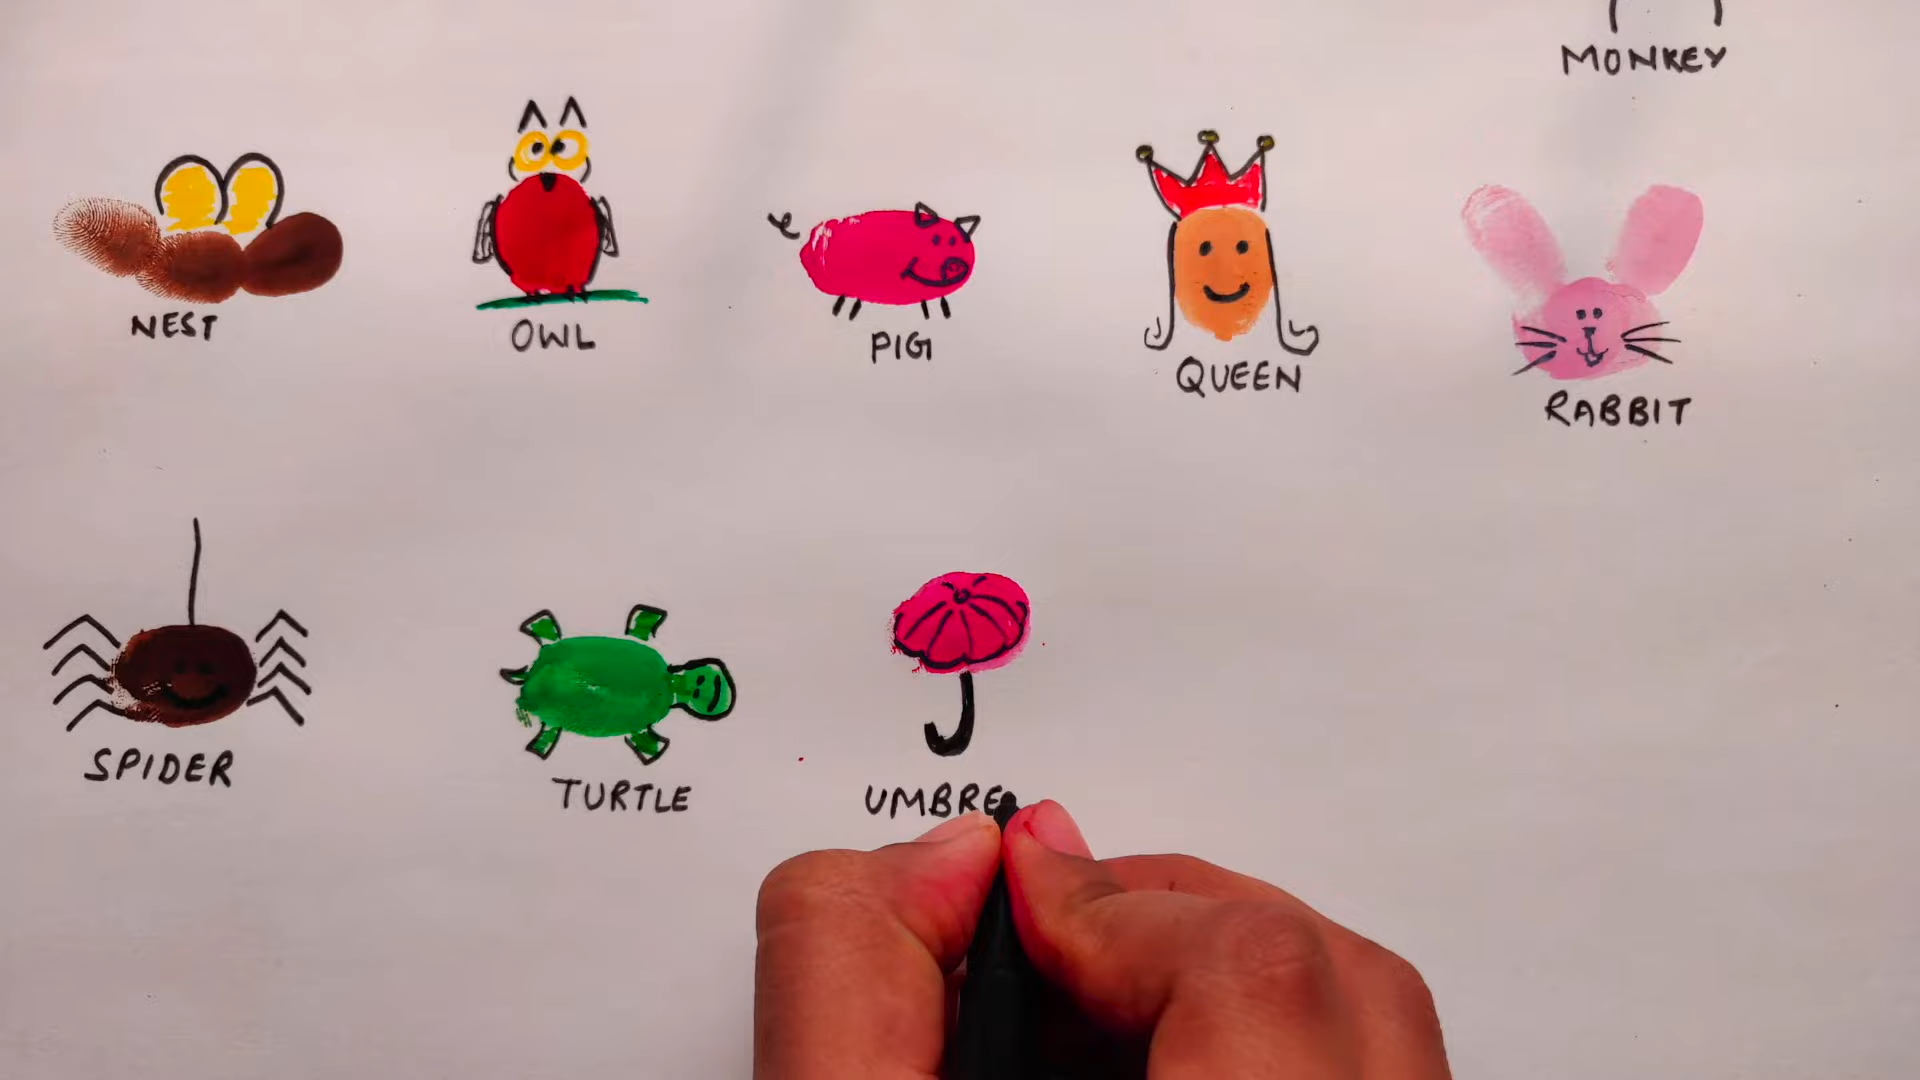 MONKEY
NEST
OWL
PIG
QUEEN
RABBIT
SPIDER
TURTLE
UMBRE